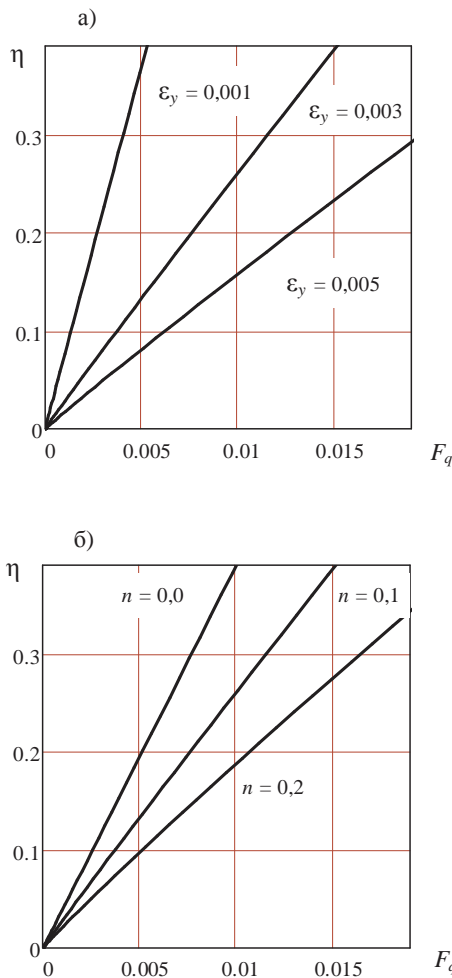 а)
η
ε_y = 0,001
ε_y = 0,003
0.3
0.2
ε_y = 0,005
0.1
0
0 0.005 0.01 0.015 F_q
б)
η
n = 0,0 n = 0,1
0.3
0.2
n = 0,2
0.1
0
0 0.005 0.01 0.015 F_q